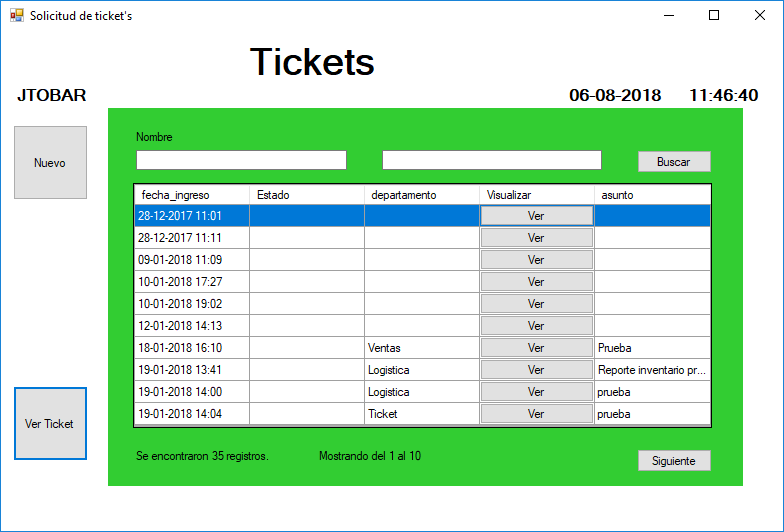 Solicitud de ticket's
Tickets
JTOBAR 06-08-2018 11:46:40
Nuevo
Nombre
Buscar
fecha_ingreso Estado departamento Visualizar asunto
28-12-2017 11:01 Ver
28-12-2017 11:11 Ver
09-01-2018 11:09 Ver
10-01-2018 17:27 Ver
10-01-2018 19:02 Ver
12-01-2018 14:13 Ver
18-01-2018 16:10 Ventas Ver Prueba
19-01-2018 13:41 Logistica Ver Reporte inventario pr...
19-01-2018 14:00 Logistica Ver prueba
19-01-2018 14:04 Ticket Ver prueba
Ver Ticket
Se encontraron 35 registros. Mostrando del 1 al 10
Siguiente